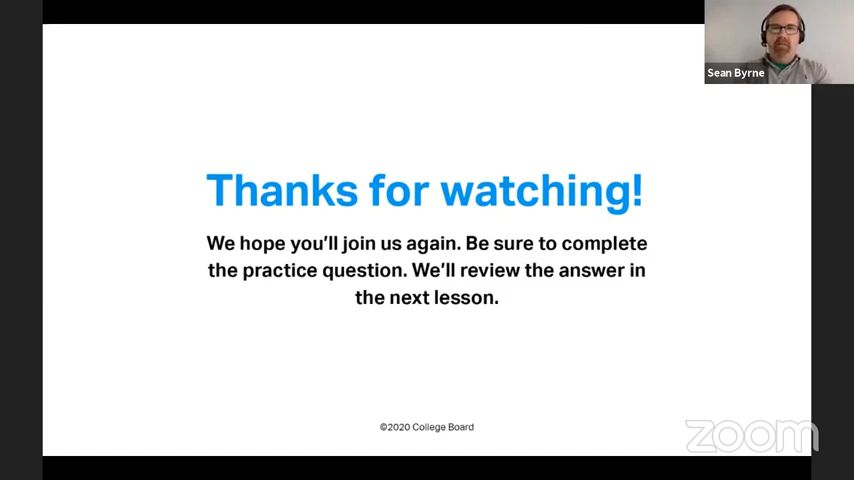 Sean Byrne
Thanks for watching!
We hope you'll join us again. Be sure to complete
the practice question. We'll review the answer in
the next lesson.
©2020 College Board
zoom